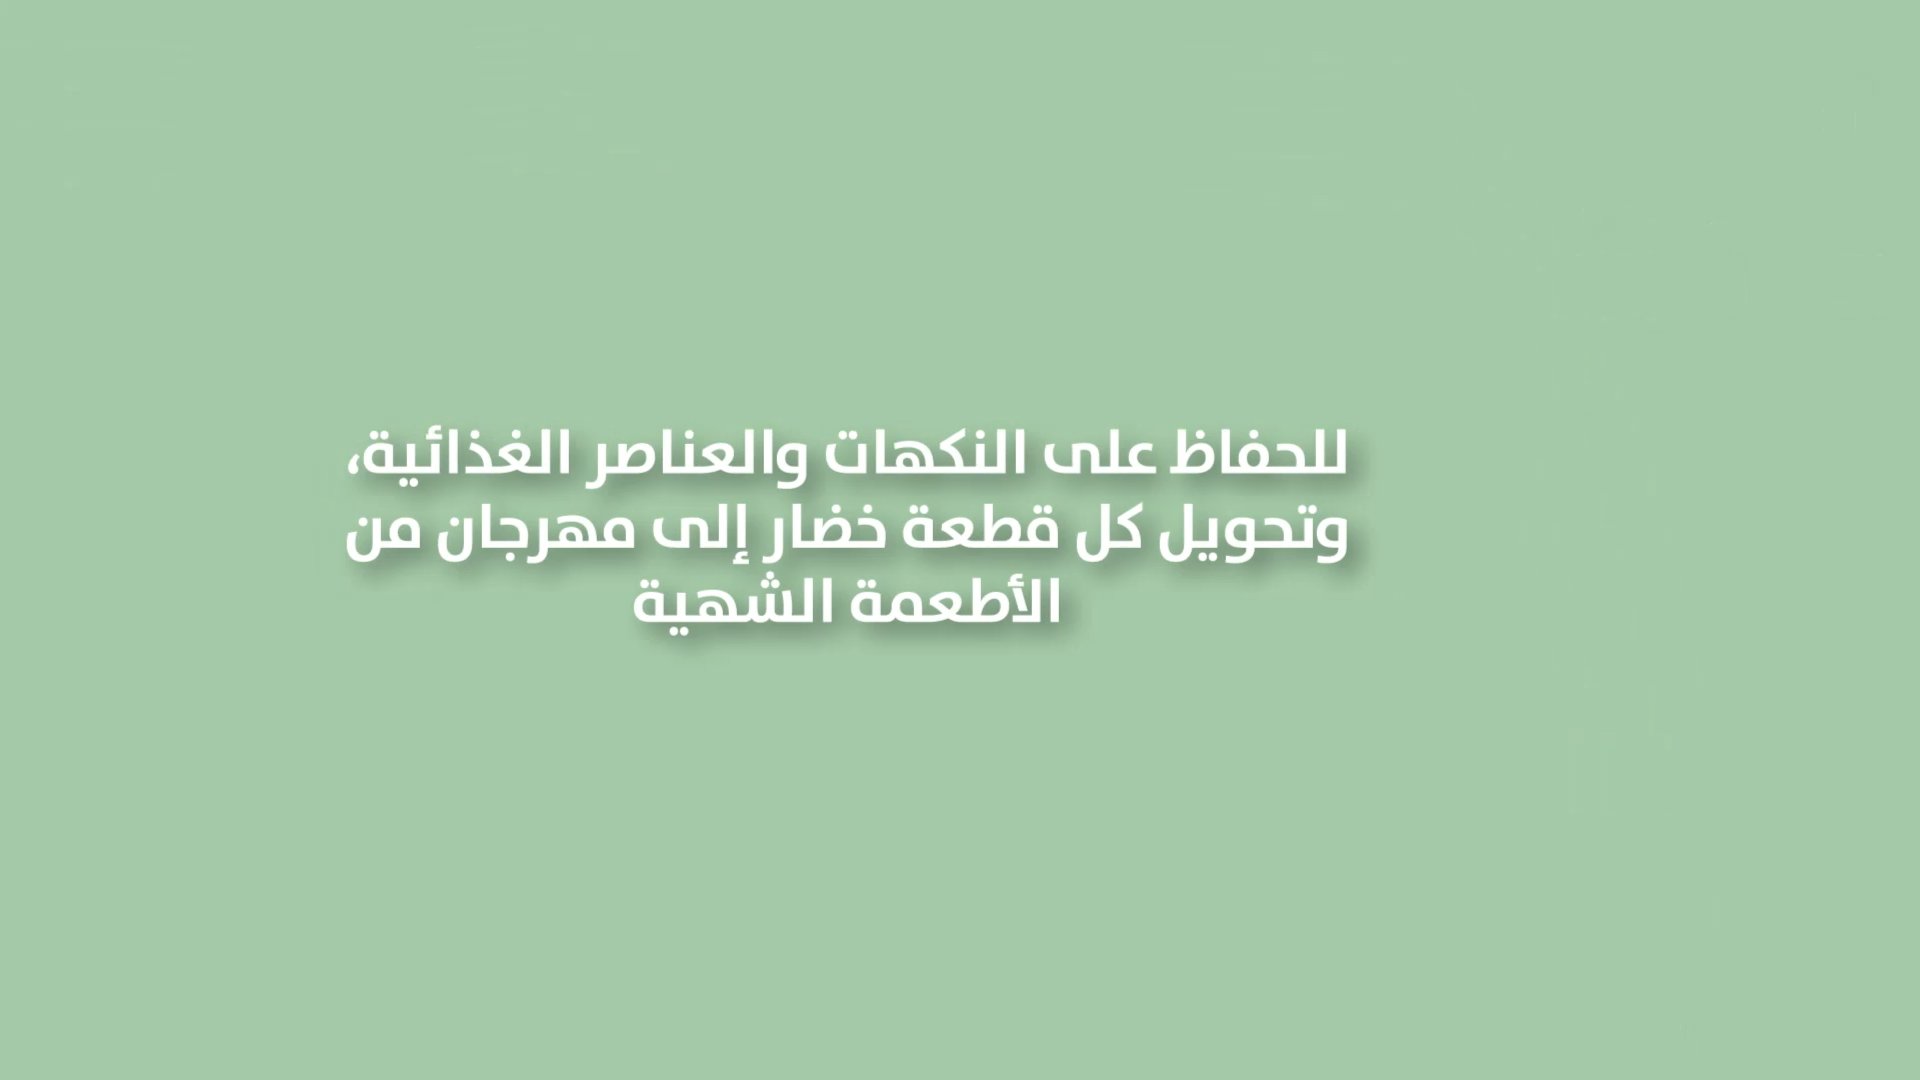 للحفاظ على النكهات والعناصر الغذائية،
وتحويل كل قطعة خضار إلى مهرجان من
الأطعمة الشهية